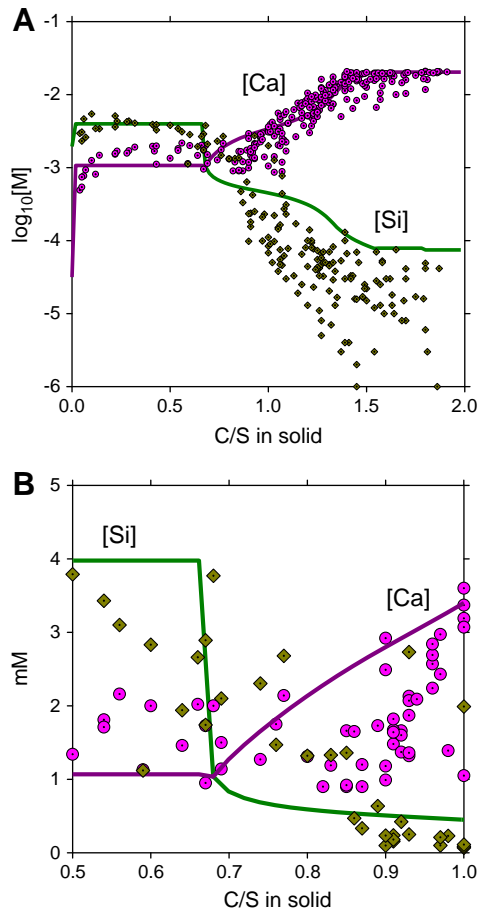 A
-1
-2
-3
-4
-5
-6
log10[M]
[Ca]
[Si]
0.0 0.5 1.0 1.5 2.0
C/S in solid
B
5
4
3
2
1
0
mM
[Si]
[Ca]
0.5 0.6 0.7 0.8 0.9 1.0
C/S in solid